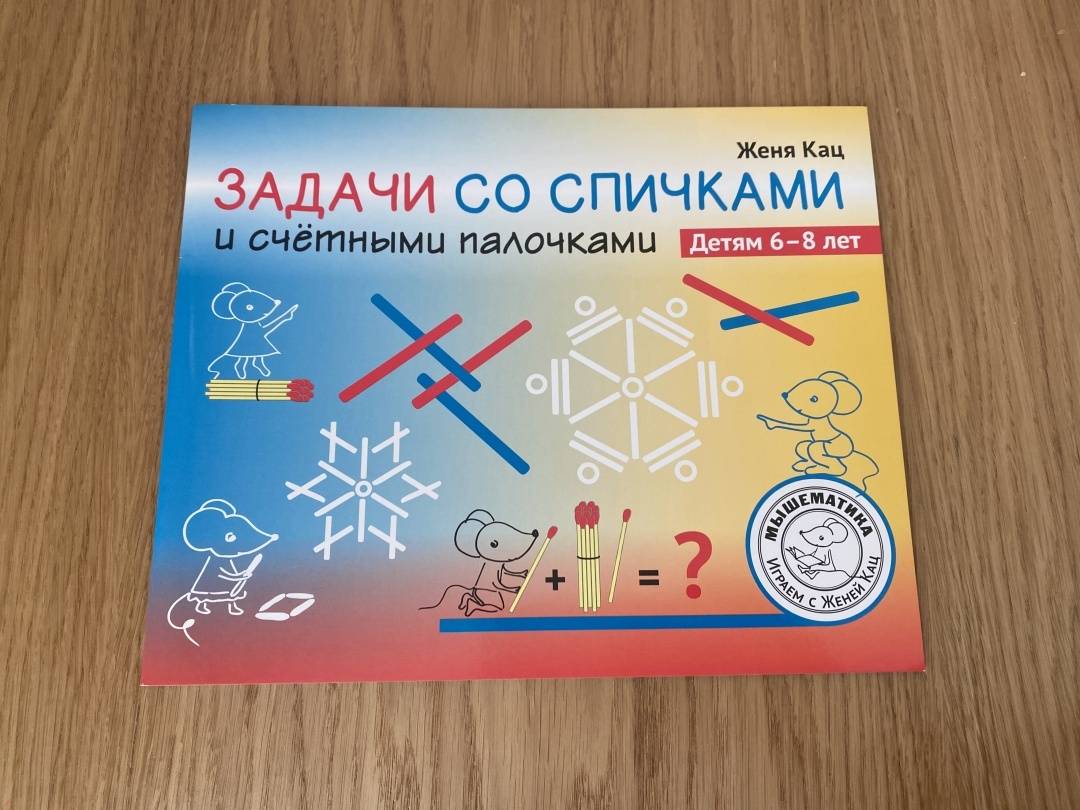 Женя Кац
ЗАДАЧИ СО СПИЧКАМИ
и счётными палочками
Детям 6–8 лет
МЫШЕМАТИКА
ИГРАЕМ С ЖЕНЕЙ КАЦ
+ = ?